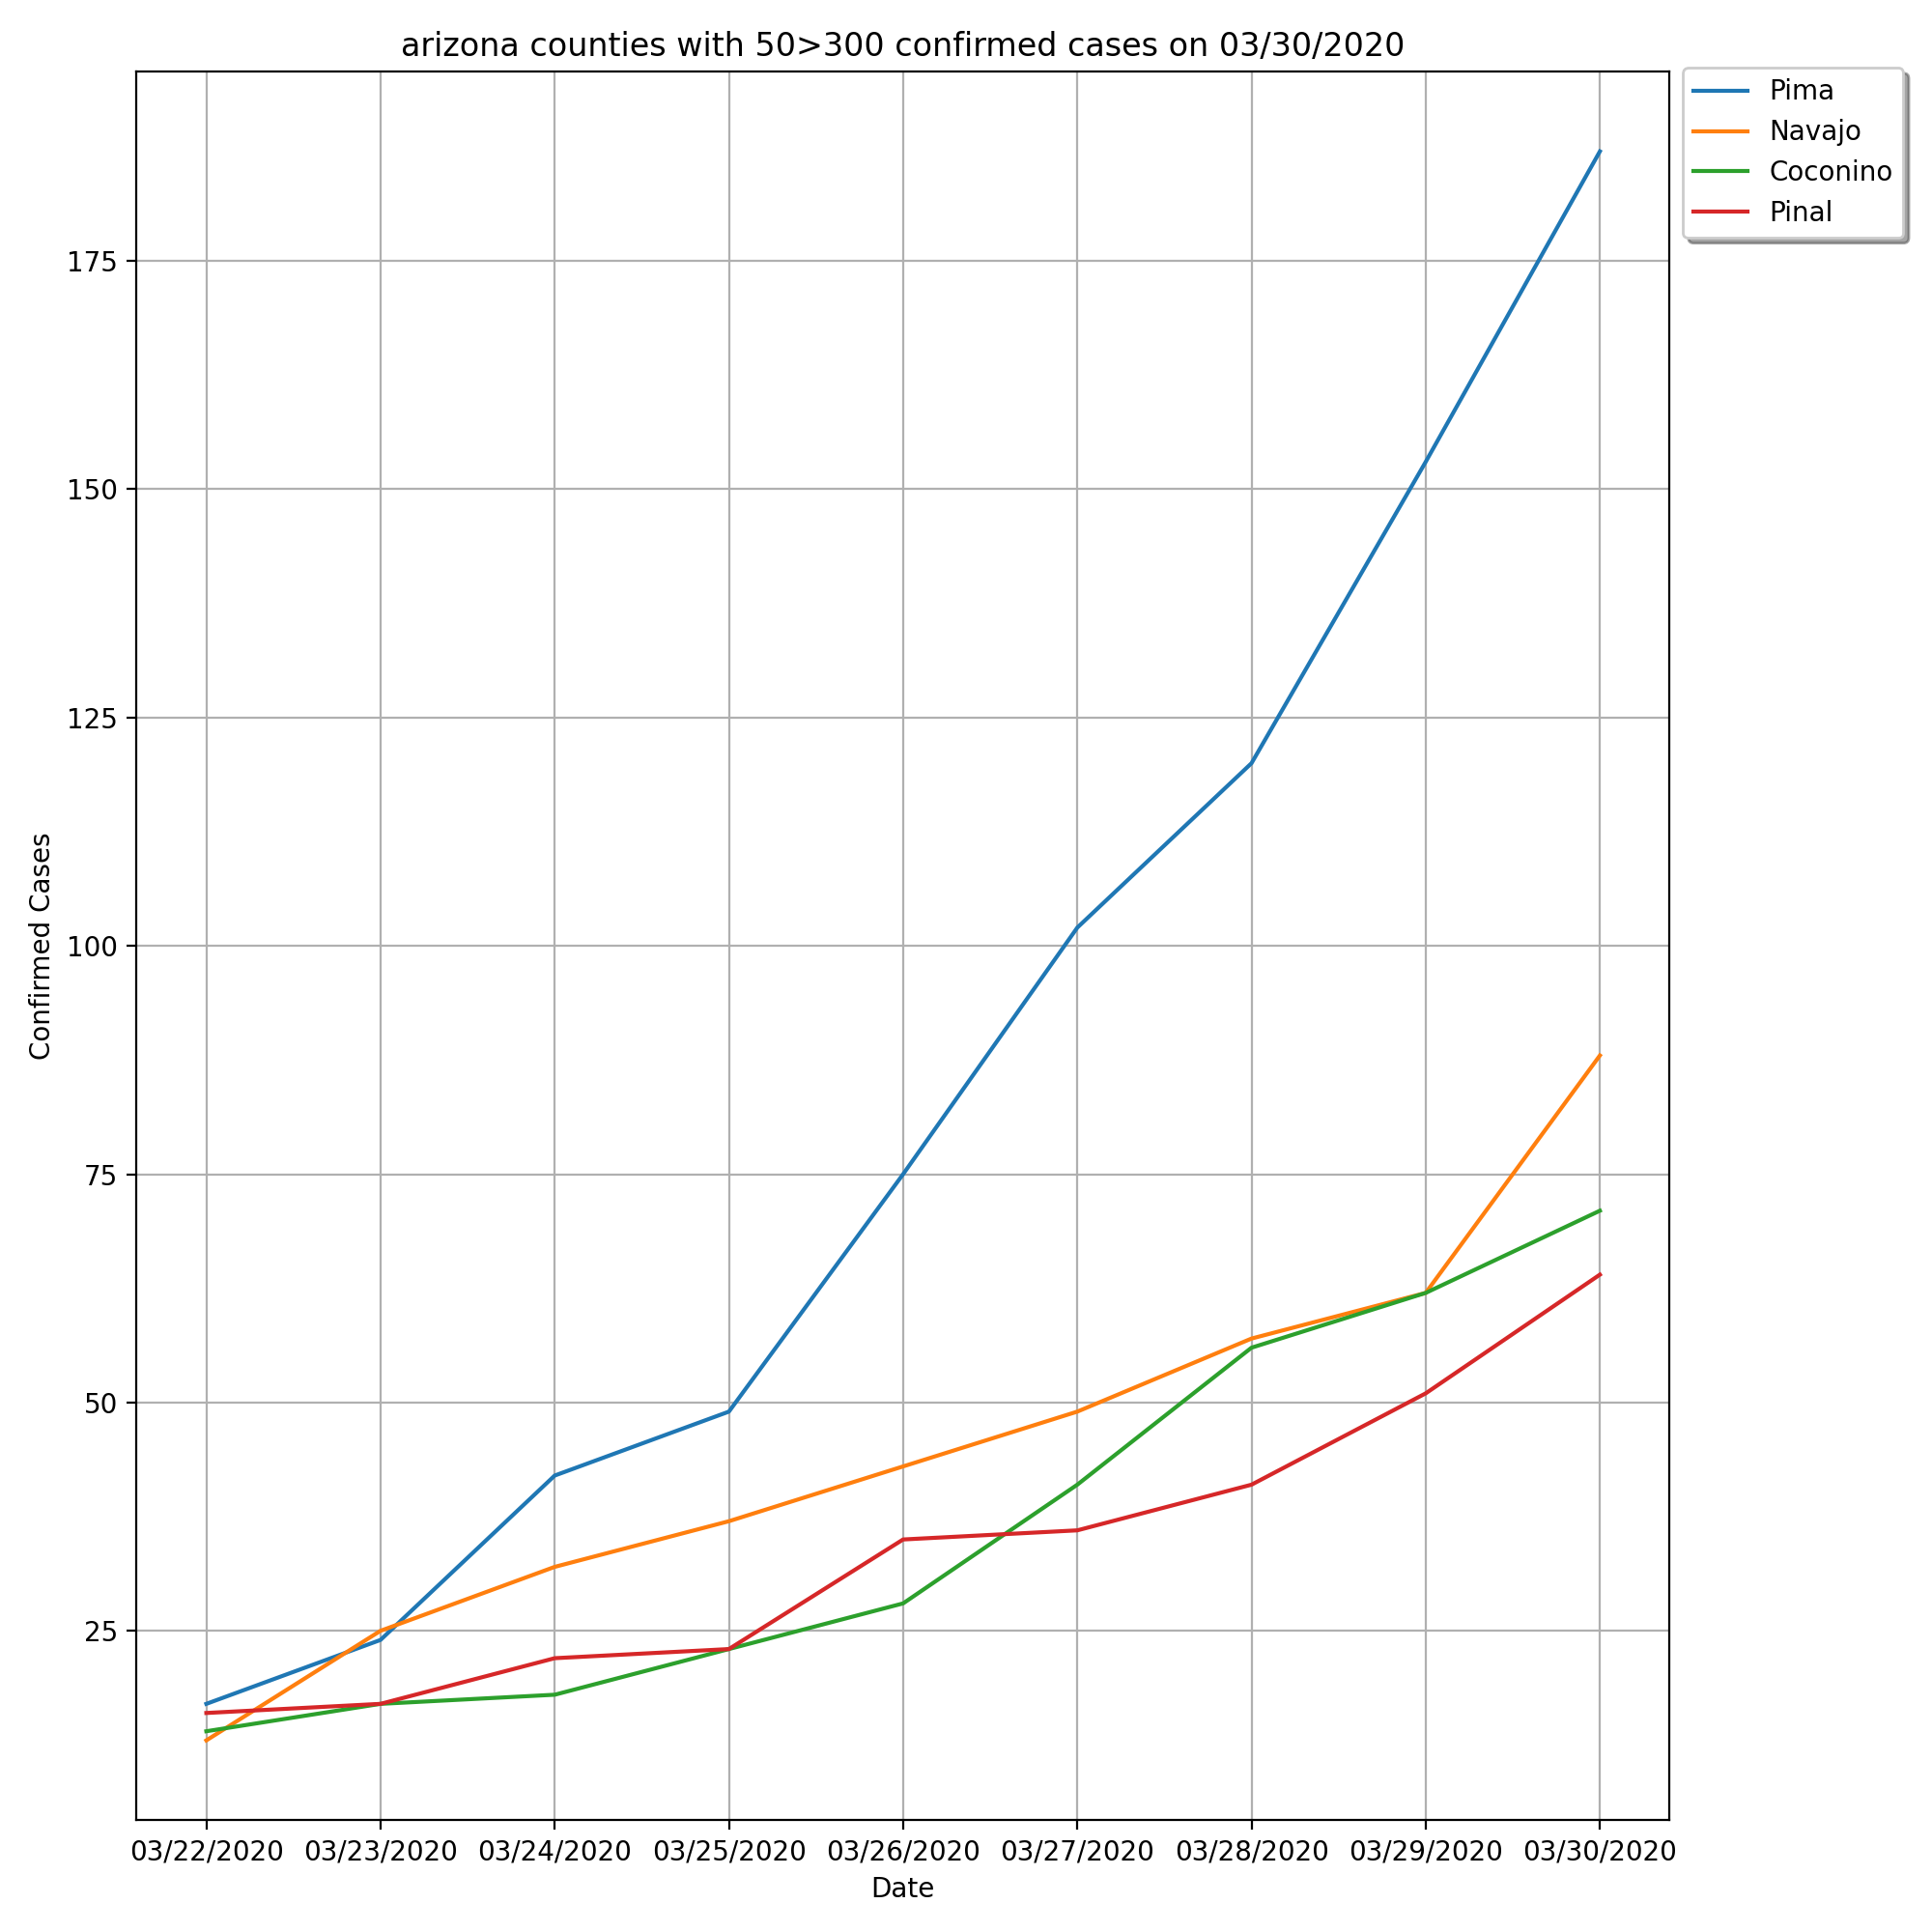 arizona counties with 50>300 confirmed cases on 03/30/2020
Pima
Navajo
Coconino
Pinal
175
150
125
100
75
50
25
Confirmed Cases
03/22/2020 03/23/2020 03/24/2020 03/25/2020 03/26/2020 03/27/2020 03/28/2020 03/29/2020 03/30/2020
Date